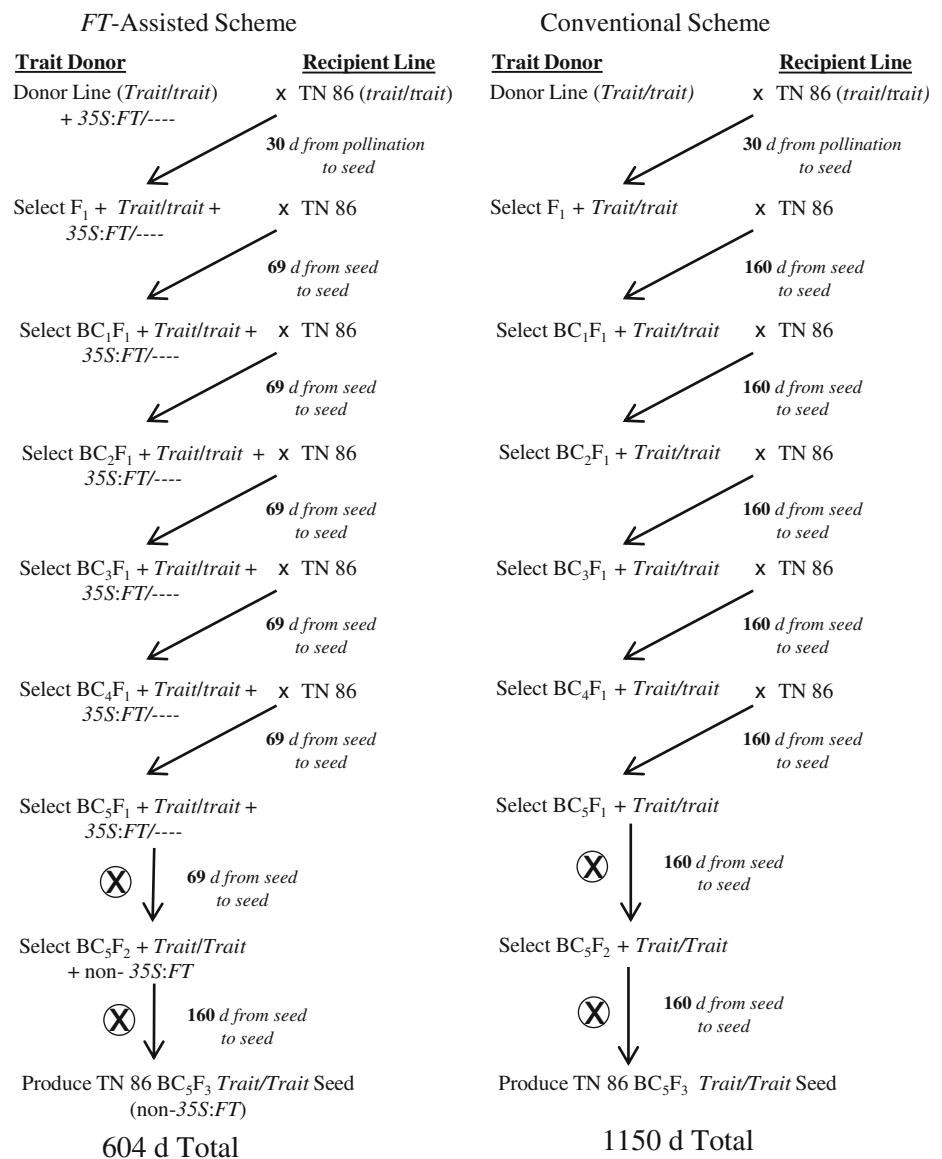 FT-Assisted Scheme
Trait Donor Recipient Line
Donor Line (Trait/trait) x TN 86 (trait/trait)
+ 35S:FT/----
30 d from pollination
to seed
Select F₁ + Trait/trait + x TN 86
35S:FT/----
69 d from seed
to seed
Select BC₁F₁ + Trait/trait + x TN 86
35S:FT/----
69 d from seed
to seed
Select BC₂F₁ + Trait/trait + x TN 86
35S:FT/----
69 d from seed
to seed
Select BC₃F₁ + Trait/trait + x TN 86
35S:FT/----
69 d from seed
to seed
Select BC₄F₁ + Trait/trait + x TN 86
35S:FT/----
69 d from seed
to seed
Select BC₅F₁ + Trait/trait +
35S:FT/----
X 69 d from seed
to seed
Select BC₅F₂ + Trait/Trait
+ non- 35S:FT
X 160 d from seed
to seed
Produce TN 86 BC₅F₃ Trait/Trait Seed
(non-35S:FT)
604 d Total
Conventional Scheme
Trait Donor Recipient Line
Donor Line (Trait/trait) x TN 86 (trait/trait)
30 d from pollination
to seed
Select F₁ + Trait/trait x TN 86
160 d from seed
to seed
Select BC₁F₁ + Trait/trait x TN 86
160 d from seed
to seed
Select BC₂F₁ + Trait/trait x TN 86
160 d from seed
to seed
Select BC₃F₁ + Trait/trait x TN 86
160 d from seed
to seed
Select BC₄F₁ + Trait/trait x TN 86
160 d from seed
to seed
Select BC₅F₁ + Trait/trait
X 160 d from seed
to seed
Select BC₅F₂ + Trait/Trait
X 160 d from seed
to seed
Produce TN 86 BC₅F₃ Trait/Trait Seed
1150 d Total